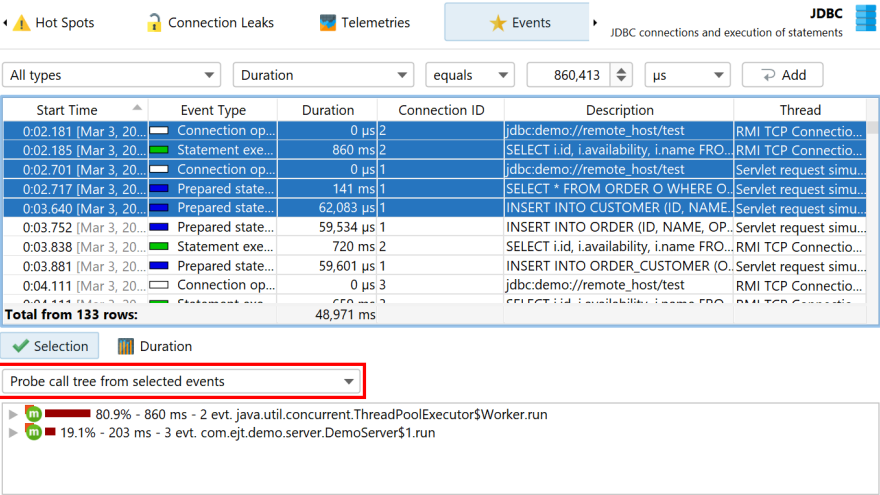 Hot Spots Connection Leaks Telemetries Events JDBC
JDBC connections and execution of statements
All types Duration equals 860,413 µs Add
Start Time Event Type Duration Connection ID Description Thread
0:02.181 [Mar 3, 20... Connection op... 0 µs 2 jdbc:demo://remote_host/test RMI TCP Connectio...
0:02.185 [Mar 3, 20... Statement exe... 860 ms 2 SELECT i.id, i.availability, i.name FRO... RMI TCP Connectio...
0:02.701 [Mar 3, 20... Connection op... 0 µs 1 jdbc:demo://remote_host/test Servlet request simu...
0:02.717 [Mar 3, 20... Prepared state... 141 ms 1 SELECT * FROM ORDER O WHERE O... Servlet request simu...
0:03.640 [Mar 3, 20... Prepared state... 62,083 µs 1 INSERT INTO CUSTOMER (ID, NAME... Servlet request simu...
0:03.752 [Mar 3, 20... Prepared state... 59,534 µs 1 INSERT INTO ORDER (ID, NAME, OP... Servlet request simu...
0:03.838 [Mar 3, 20... Statement exe... 720 ms 2 SELECT i.id, i.availability, i.name FRO... RMI TCP Connectio...
0:03.881 [Mar 3, 20... Prepared state... 59,601 µs 1 INSERT INTO ORDER_CUSTOMER (O... Servlet request simu...
0:04.111 [Mar 3, 20... Connection op... 0 µs 3 jdbc:demo://remote_host/test RMI TCP Connectio...
Total from 133 rows: 48,971 ms
Selection Duration
Probe call tree from selected events
m 80.9% - 860 ms - 2 evt. java.util.concurrent.ThreadPoolExecutor$Worker.run
m 19.1% - 203 ms - 3 evt. com.ejt.demo.server.DemoServer$1.run